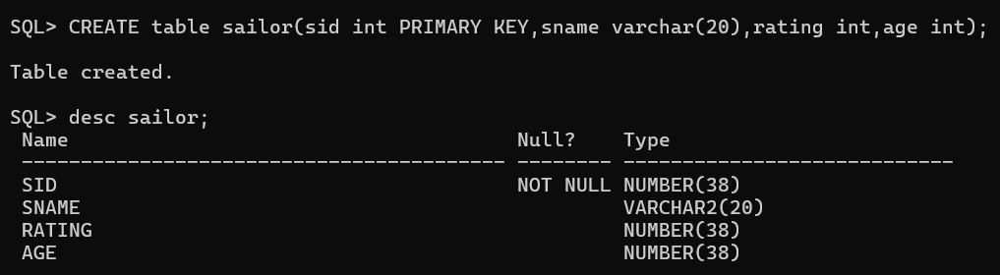 SQL> CREATE table sailor(sid int PRIMARY KEY,sname varchar(20),rating int,age int);
Table created.
SQL> desc sailor;
Name Null? Type
----------------------------------------- -------- ----------------------------
SID NOT NULL NUMBER(38)
SNAME VARCHAR2(20)
RATING NUMBER(38)
AGE NUMBER(38)